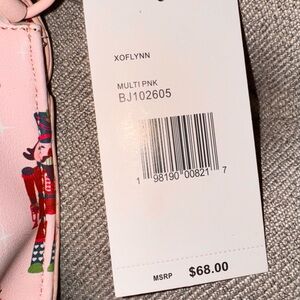 XOFLYNN
MULTI PNK
BJ102605
1 98190 00821 7
MSRP $68.00